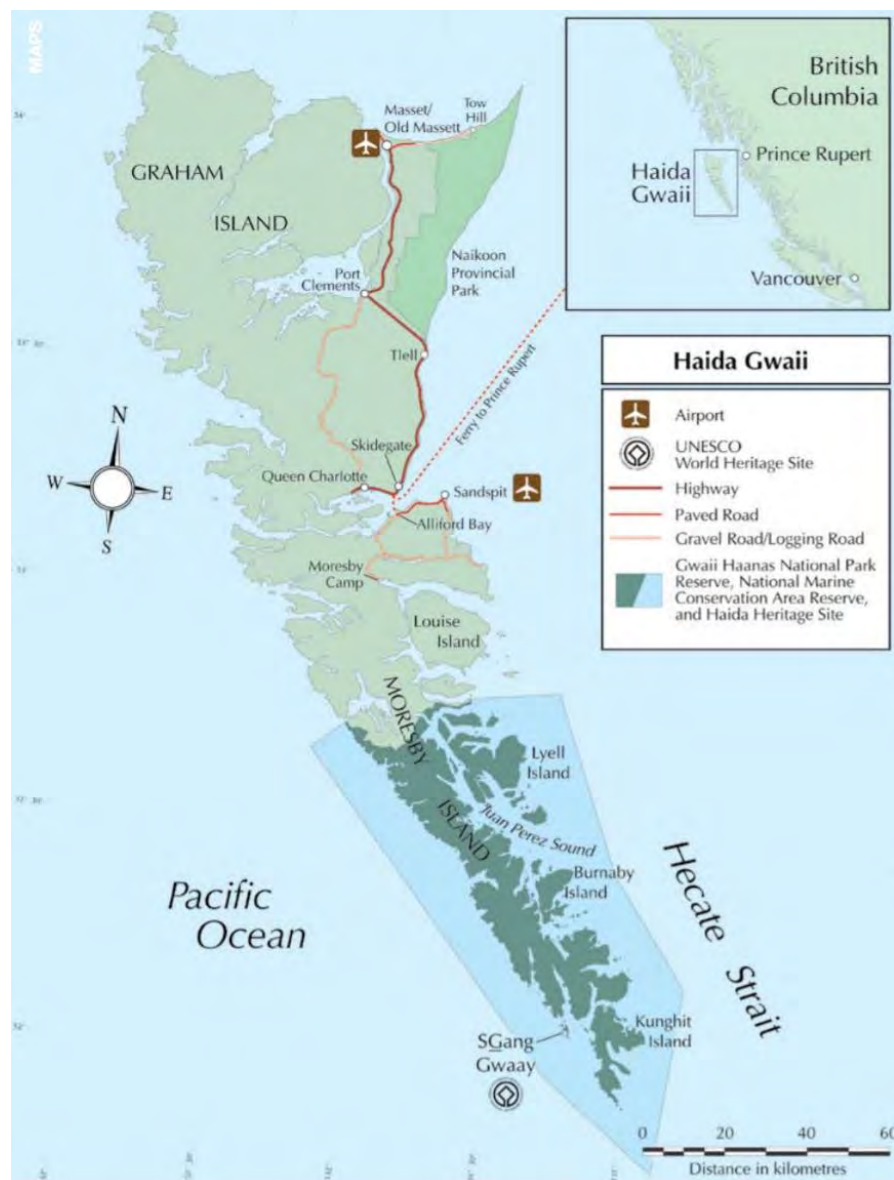 MAPS
British
Columbia
Prince Rupert
Haida
Gwaii
Vancouver
Masset/
Old Massett
Tow
Hill
GRAHAM
ISLAND
Port
Clements
Naikoon
Provincial
Park
Tlell
Ferry to Prince Rupert
Skidegate
Queen Charlotte
Sandspit
Alliford Bay
Moresby
Camp
Louise
Island
N
W
E
S
Haida Gwaii
Airport
UNESCO
World Heritage Site
Highway
Paved Road
Gravel Road/Logging Road
Gwaii Haanas National Park
Reserve, National Marine
Conservation Area Reserve,
and Haida Heritage Site
MORESBY
ISLAND
Lyell
Island
Juan Perez Sound
Burnaby
Island
Pacific
Ocean
Hecate Strait
Kunghit
Island
SGang
Gwaay
0 20 40 60
Distance in kilometres